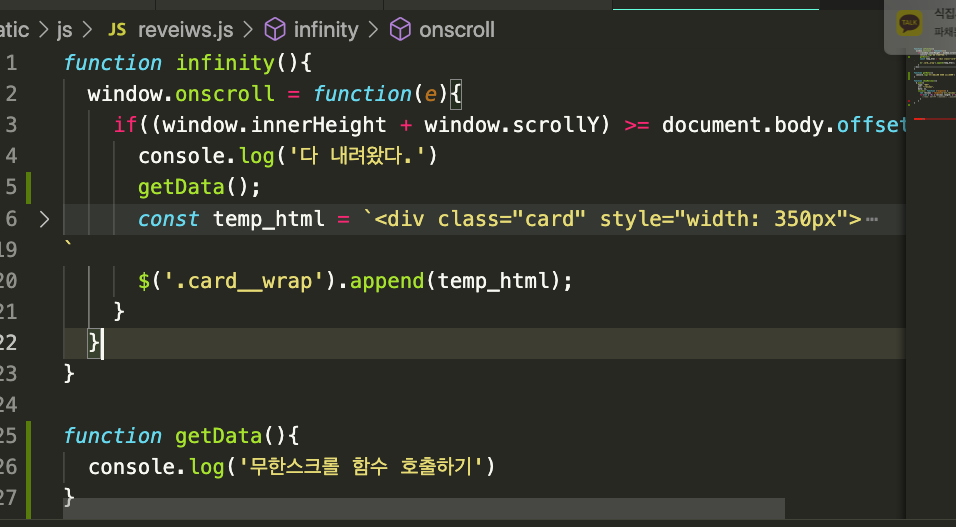 atic > js > JS reveiws.js > infinity > onscroll
TALK 식집
파채
1 function infinity(){
2 window.onscroll = function(e){
3 if((window.innerHeight + window.scrollY) >= document.body.offset
4 console.log('다 내려왔다.')
5 getData();
6 > const temp_html = `<div class="card" style="width: 350px">⋯
19 `
20 $('.card__wrap').append(temp_html);
21 }
22 }
23 }
24
25 function getData(){
26 console.log('무한스크롤 함수 호출하기')
27 }